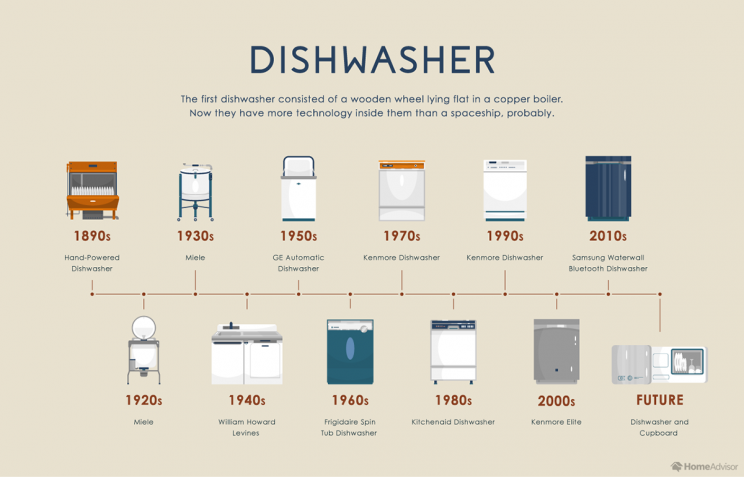 DISHWASHER
The first dishwasher consisted of a wooden wheel lying flat in a copper boiler.
Now they have more technology inside them than a spaceship, probably.
1890s
Hand-Powered
Dishwasher
1930s
Miele
1950s
GE Automatic
Dishwasher
1970s
Kenmore Dishwasher
1990s
Kenmore Dishwasher
2010s
Samsung Waterwall
Bluetooth Dishwasher
1920s
Miele
1940s
William Howard
Levines
1960s
Frigidaire Spin
Tub Dishwasher
1980s
Kitchenaid Dishwasher
2000s
Kenmore Elite
FUTURE
Dishwasher and
Cupboard
HomeAdvisor